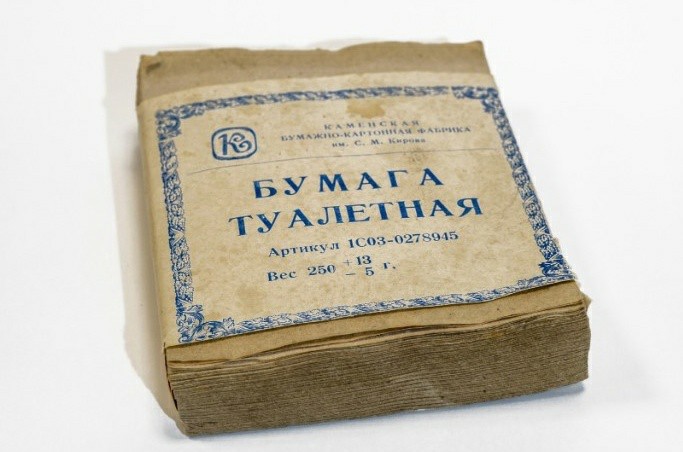 К
КАМЕНСКАЯ
БУМАЖНО-КАРТОННАЯ ФАБРИКА
им. С. М. Кирова
БУМАГА
ТУАЛЕТНАЯ
Артикул 1С03-0278945
Вес 250 +13 −5 г.